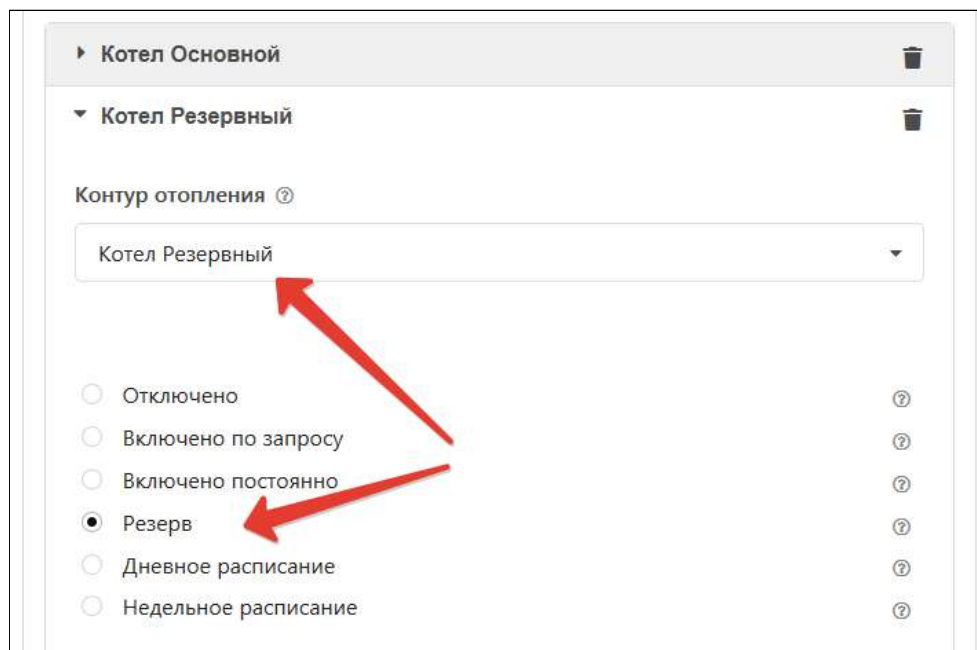 Котел Основной
Котел Резервный
Контур отопления
Котел Резервный
Отключено
Включено по запросу
Включено постоянно
Резерв
Дневное расписание
Недельное расписание